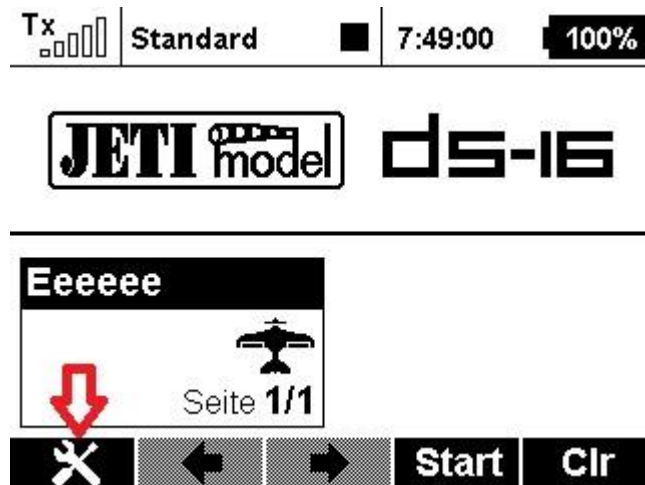 Tx Standard 7:49:00 100%
JETI model ds-16
Eeeeee
Seite 1/1
Start Clr